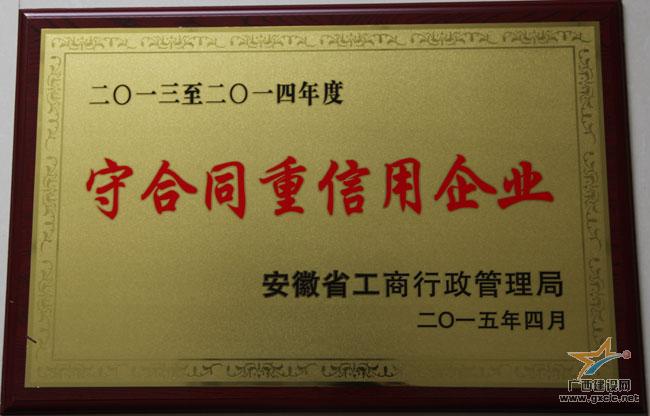 二〇一三至二〇一四年度
守合同重信用企业
安徽省工商行政管理局
二〇一五年四月
广西建设网
www.gxcic.net